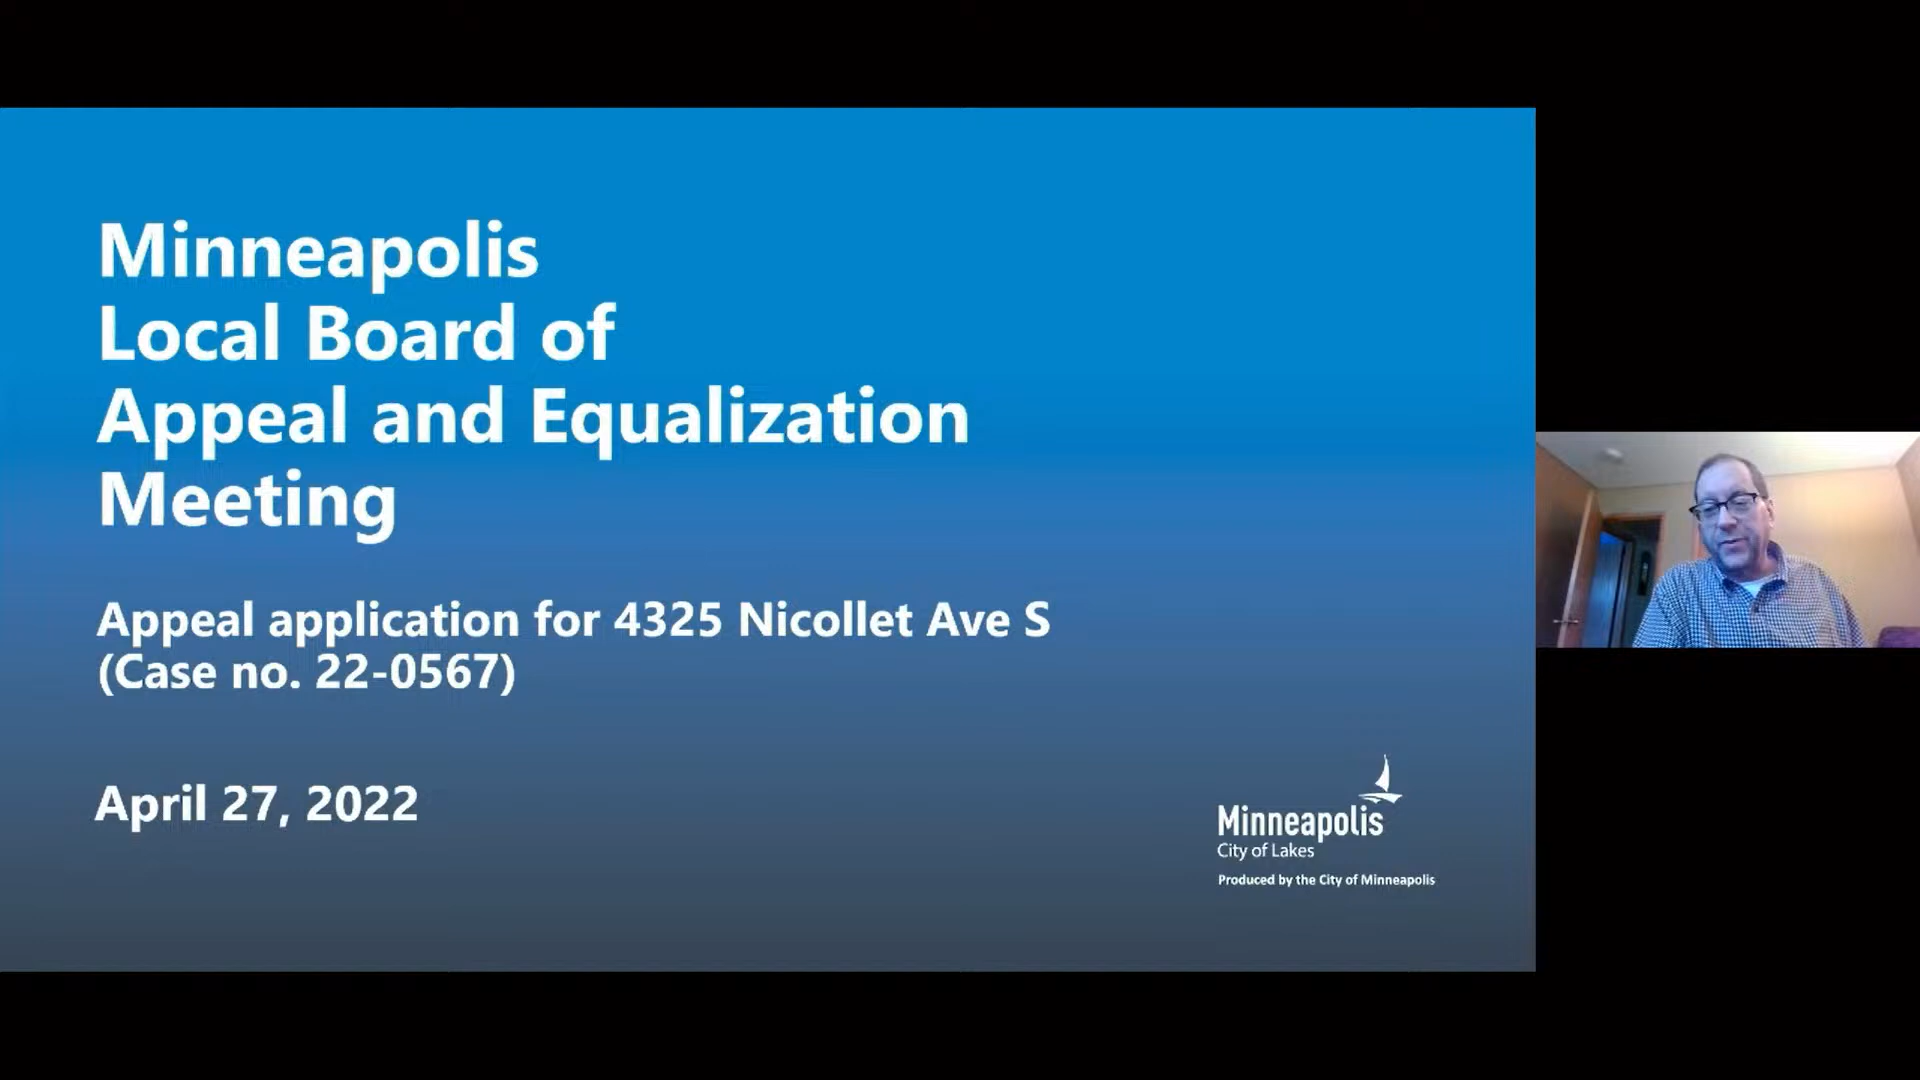 Minneapolis
Local Board of
Appeal and Equalization
Meeting
Appeal application for 4325 Nicollet Ave S
(Case no. 22-0567)
April 27, 2022
Minneapolis
City of Lakes
Produced by the City of Minneapolis